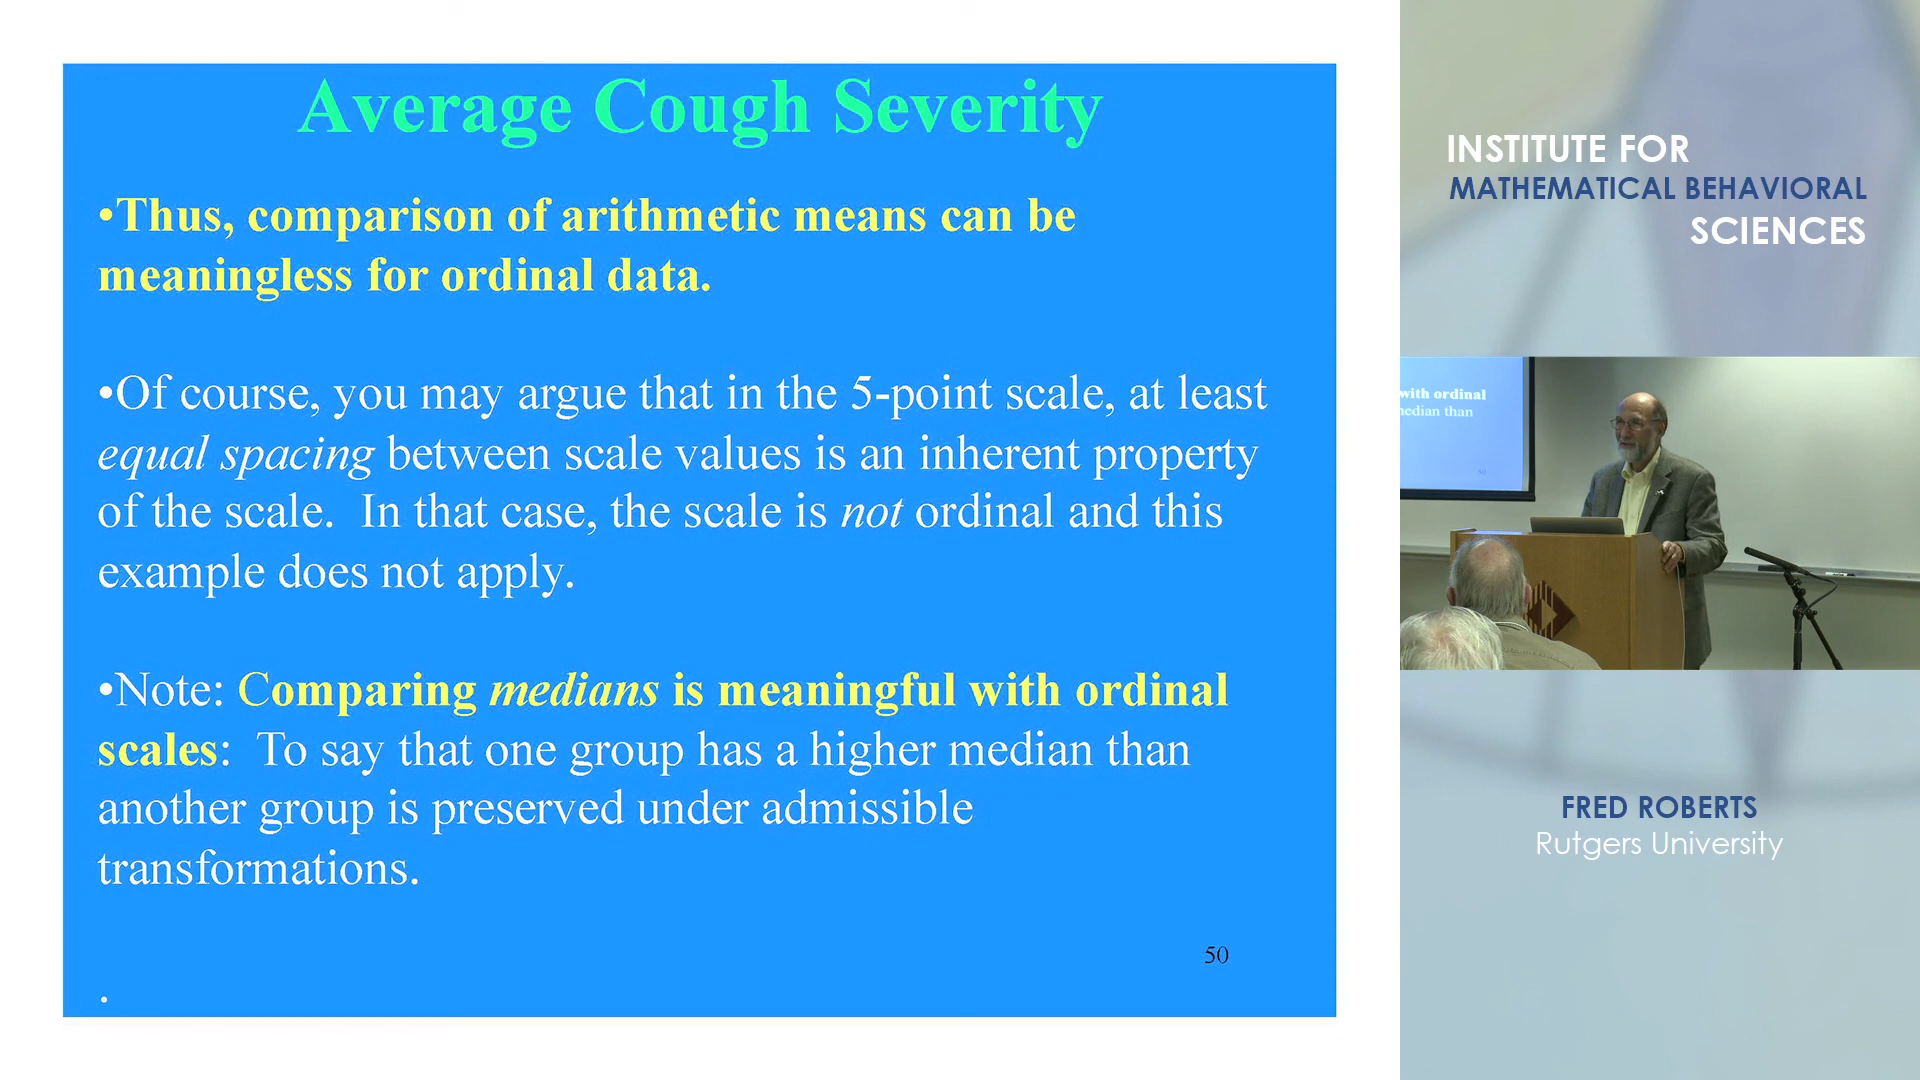 Average Cough Severity
•Thus, comparison of arithmetic means can be
meaningless for ordinal data.
•Of course, you may argue that in the 5-point scale, at least
equal spacing between scale values is an inherent property
of the scale.  In that case, the scale is not ordinal and this
example does not apply.
•Note: Comparing medians is meaningful with ordinal
scales:  To say that one group has a higher median than
another group is preserved under admissible
transformations.
50
.
INSTITUTE FOR
MATHEMATICAL BEHAVIORAL
SCIENCES
with ordinal
median than
50
FRED ROBERTS
Rutgers University